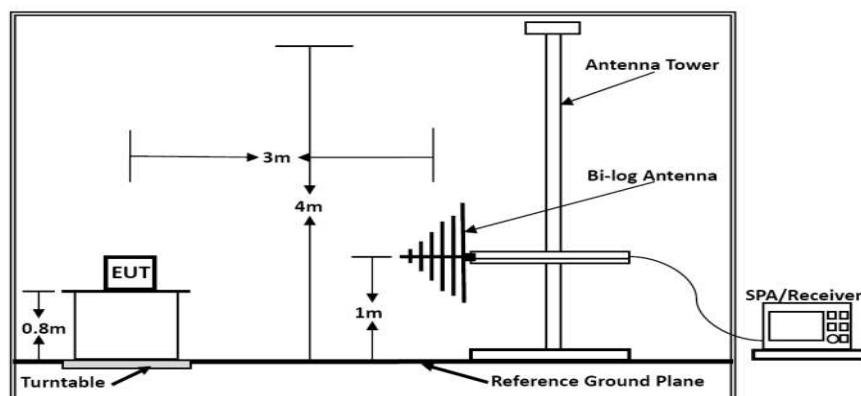 Antenna Tower
3m
Bi-log Antenna
4m
EUT
SPA/Receiver
0.8m
1m
Turntable
Reference Ground Plane